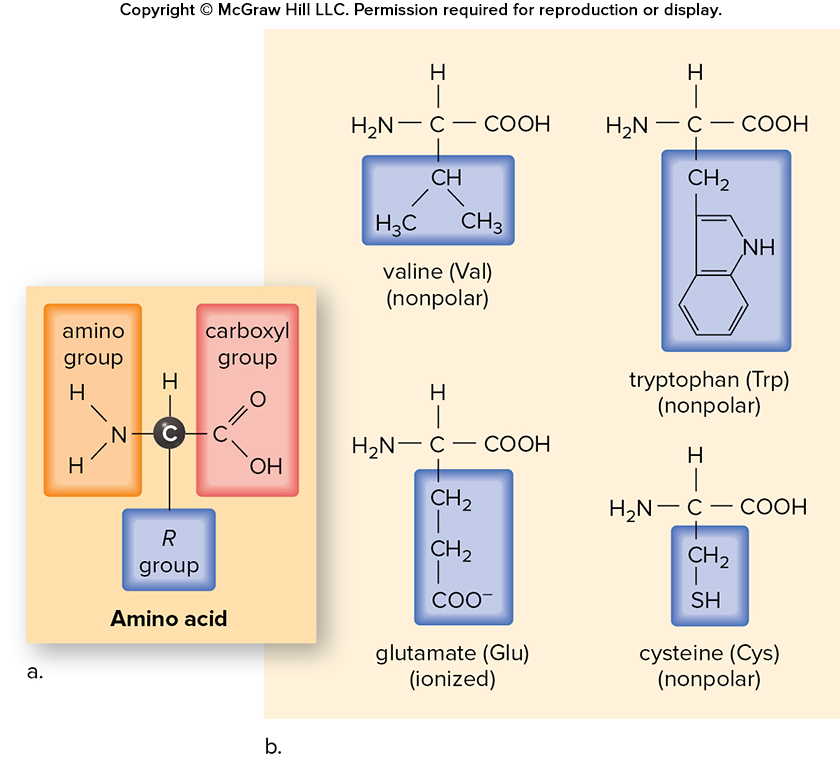 Copyright © McGraw Hill LLC. Permission required for reproduction or display.
amino
group
H
N
H
H
C
carboxyl
group
O
C
OH
R
group
Amino acid
a.
H
H₂N — C — COOH
CH
H₃C CH₃
valine (Val)
(nonpolar)
H
H₂N — C — COOH
CH₂
NH
tryptophan (Trp)
(nonpolar)
H
H₂N — C — COOH
CH₂
CH₂
COO⁻
glutamate (Glu)
(ionized)
H
H₂N — C — COOH
CH₂
SH
cysteine (Cys)
(nonpolar)
b.